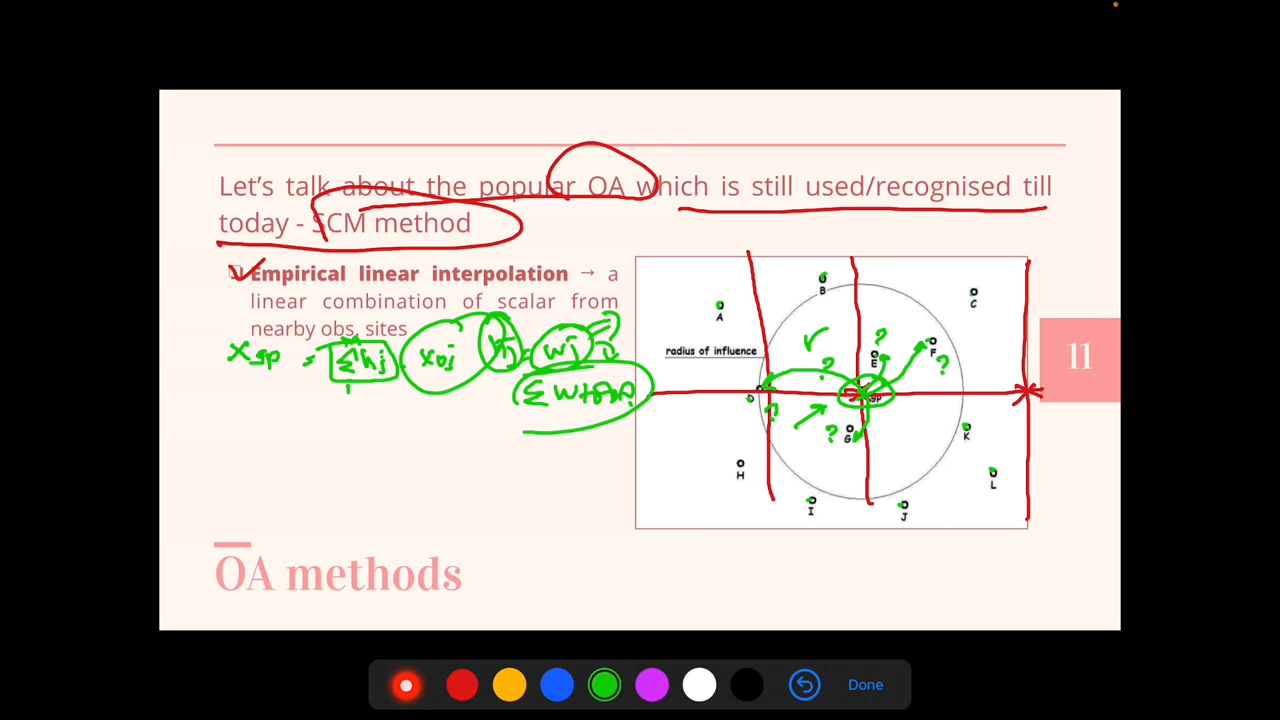 Let's talk about the popular OA which is still used/recognised till
today - SCM method
Empirical linear interpolation → a
linear combination of scalar from
nearby obs. sites
B
A
C
radius of influence
E
F
D
gp
G
K
H
L
I
J
11
OA methods
Done